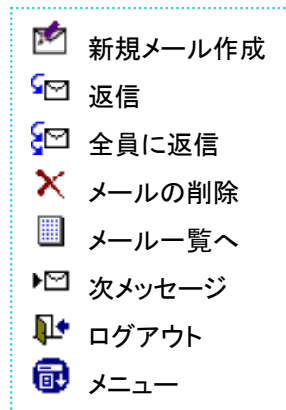 新規メール作成
返信
全員に返信
メールの削除
メール一覧へ
次メッセージ
ログアウト
メニュー